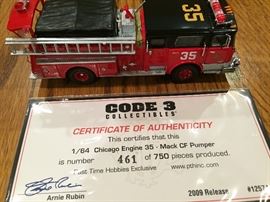 35
35
CODE 3
COLLECTIBLES
CERTIFICATE OF AUTHENTICITY
This certifies that this
1/64 Chicago Engine 35 - Mack CF Pumper
is number 461 of 750 pieces produced.
Past Time Hobbies Exclusive www.pthinc.com
Arnie Rubin
2009 Release